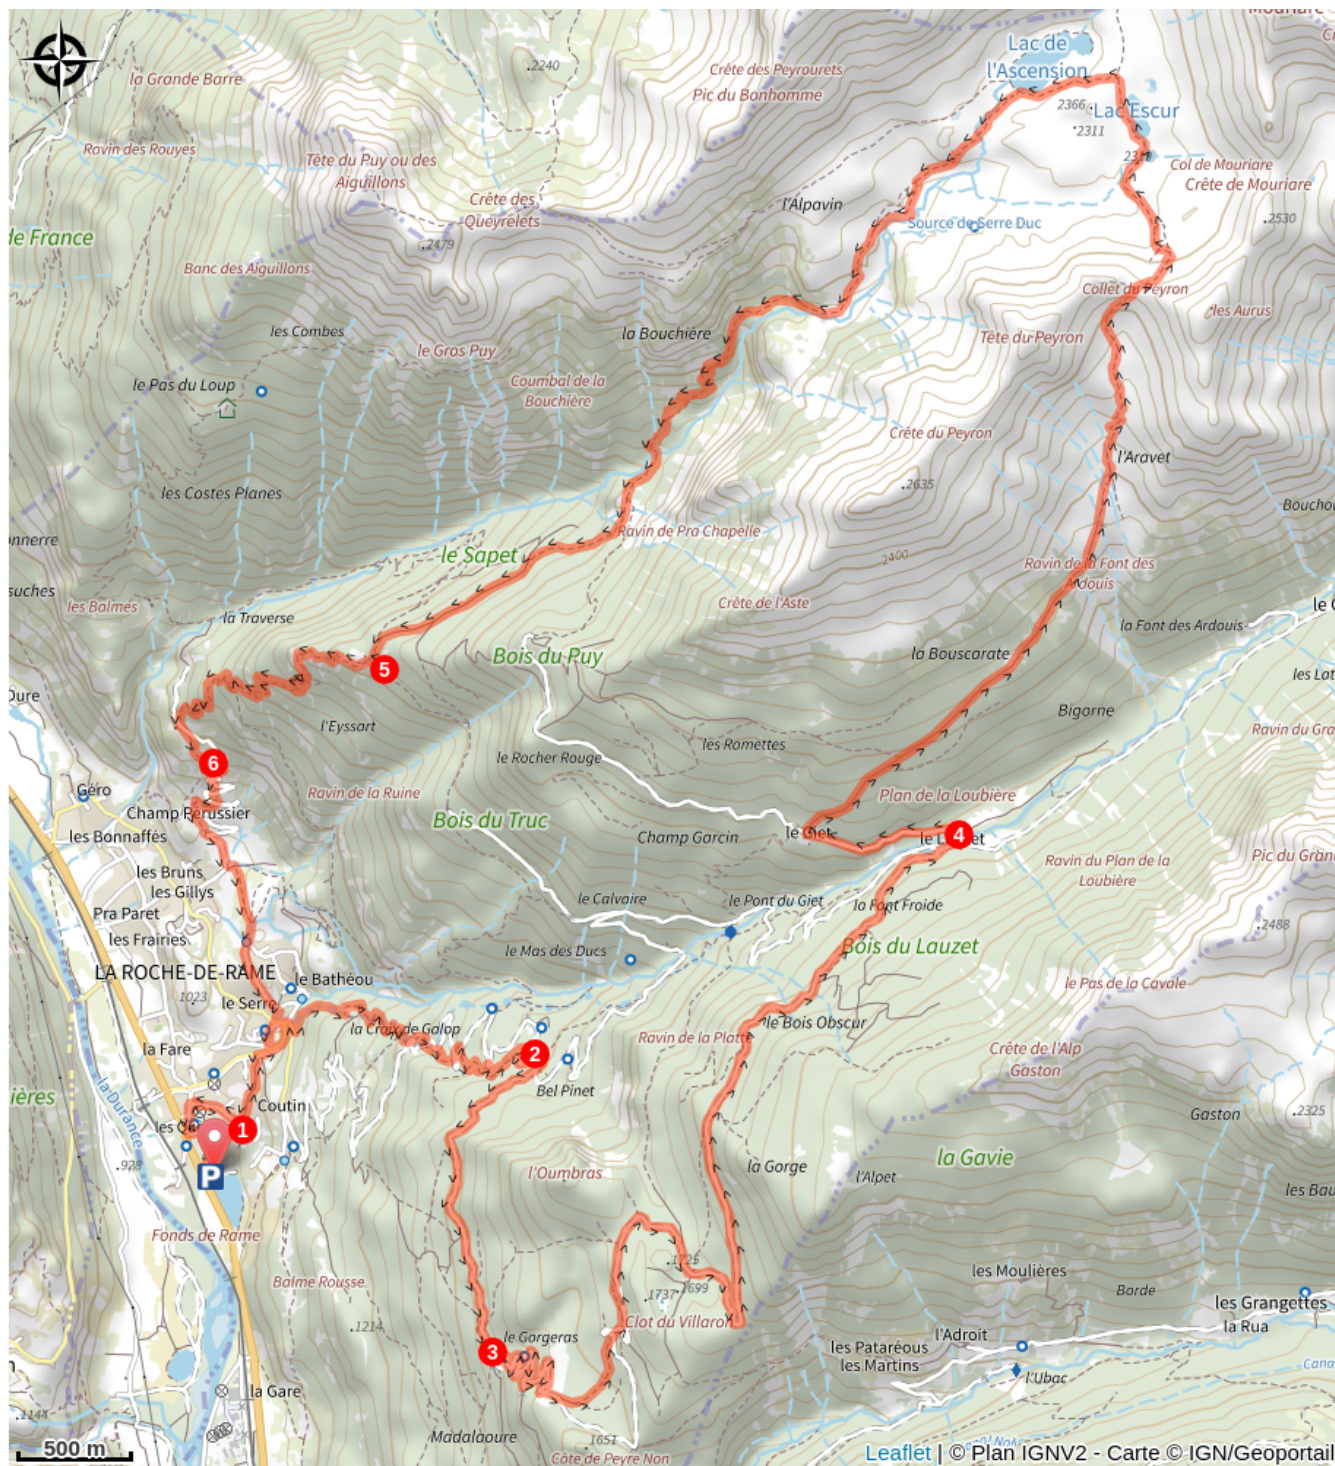 Lac de
l'Ascension
la Grande Barre
2240
Crête des Peyrourets
Pic du Bonhomme
2366
Lac Escur
2311
Ravin des Rouyes
Tête du Puy ou des
Aiguillons
Col de Mouriare
Crête de Mouriare
Crête des
Queyrelets
l'Alpavin
2530
Source de Serre Duc
de France
2479
Banc des Aiguillons
Collet du Peyron
les Aurus
les Combes
la Bouchière
Tête du Peyron
le Gros Puy
le Pas du Loup
Coumbal de la
Bouchière
Crête du Peyron
l'Aravet
2635
les Costes Planes
Ravin de Pra Chapelle
le Sapet
2400
Ravin de la Font des
Ardouis
les Balmes
la Traverse
Crête de l'Aste
la Font des Ardouis
Bois du Puy
la Bouscarate
5
l'Eyssart
Bigorne
les Romettes
le Rocher Rouge
6
Géro
Ravin de la Ruine
Plan de la Loubière
Champ Pérussier
Bois du Truc
les Bonnaffés
Champ Garcin
le Giet
4
Ravin du Plan de la
Loubière
les Bruns
les Gillys
le Calvaire
le Pont du Giet
la Font Froide
Pra Paret
2488
les Frairies
le Mas des Ducs
Bois du Lauzet
LA ROCHE-DE-RAME
le Bathéou
le Pas de la Cavale
1023
le Serre
la Croix de Galop
le Bois Obscur
Ravin de la Platte
la Fare
2
Crête de l'Alp
Gaston
Bel Pinet
la Durance
Coutin
Gaston
2325
1
928
P
la Gorge
la Gavie
l'Oumbras
l'Alpet
Fonds de Rame
1725
les Moulières
Balme Rousse
1699
Borde
1737
les Grangettes
Clot du Villaron
la Rua
1214
le Gorgeras
l'Adroit
3
les Pataréous
les Martins
l'Ubac
la Gare
1144
Madalaoure
1651
Côte de Peyre Non
500 m
Leaflet | © Plan IGNV2 - Carte © IGN/Geoportail